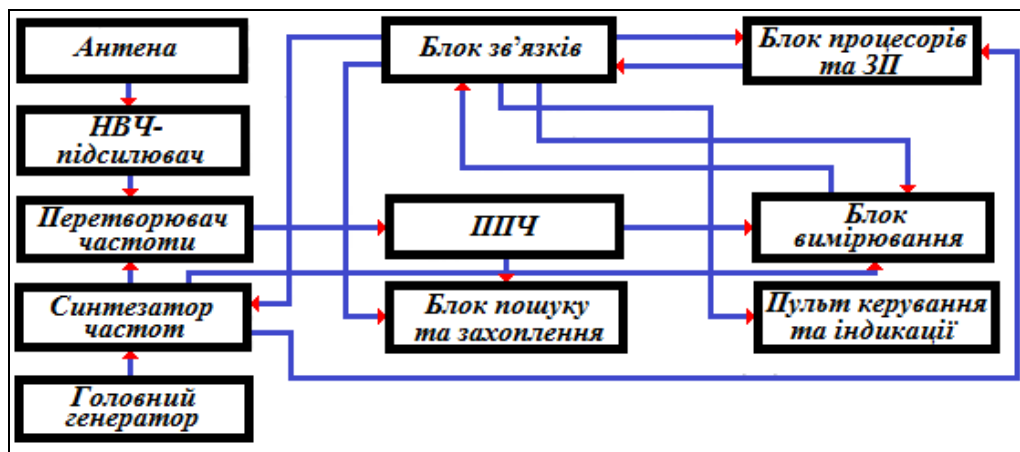 Антена
НВЧ-
підсилювач
Перетворювач
частоти
Синтезатор
частот
Головний
генератор
Блок зв’язків
ППЧ
Блок пошуку
та захоплення
Блок процесорів
та ЗП
Блок
вимірювання
Пульт керування
та індикації